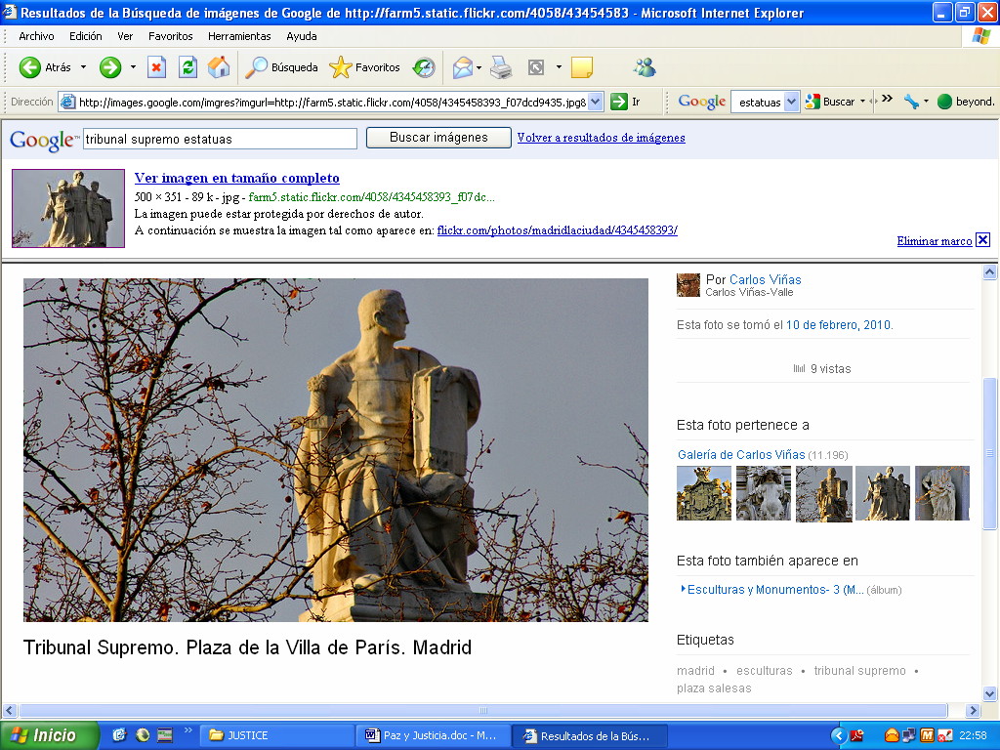 Resultados de la Búsqueda de imágenes de Google de http://farm5.static.flickr.com/4058/43454583 - Microsoft Internet Explorer
Archivo Edición Ver Favoritos Herramientas Ayuda
Atrás Búsqueda Favoritos
Dirección http://images.google.com/imgres?imgurl=http://farm5.static.flickr.com/4058/4345458393_f07dcd9435.jpg& Ir Google estatuas Buscar » beyond.
Google™ tribunal supremo estatuas Buscar imágenes Volver a resultados de imágenes
Ver imagen en tamaño completo
500 × 351 - 89 k - jpg - farm5.static.flickr.com/4058/4345458393_f07dc...
La imagen puede estar protegida por derechos de autor.
A continuación se muestra la imagen tal como aparece en: flickr.com/photos/madridlaciudad/4345458393/
Eliminar marco
Por Carlos Viñas
Carlos Viñas-Valle
Esta foto se tomó el 10 de febrero, 2010.
9 vistas
Esta foto pertenece a
Galería de Carlos Viñas (11.196)
Esta foto también aparece en
Esculturas y Monumentos- 3 (M... (álbum)
Etiquetas
madrid • esculturas • tribunal supremo •
plaza salesas
Tribunal Supremo. Plaza de la Villa de París. Madrid
Inicio » JUSTICE Paz y Justicia.doc - M... Resultados de la Bús... 22:58